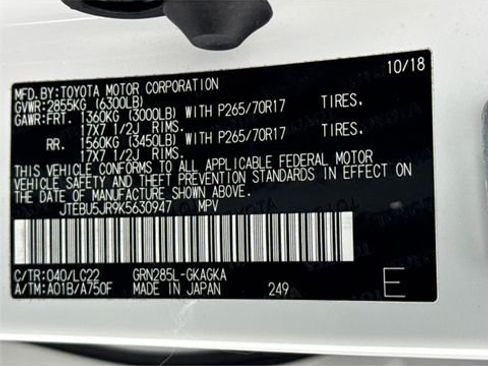 MFD.BY:TOYOTA MOTOR CORPORATION 10/18
GVWR: 2855KG (6300LB)
GAWR:FRT. 1360KG (3000LB) WITH P265/70R17 TIRES.
17X7 1/2J RIMS.
RR. 1560KG (3450LB) WITH P265/70R17 TIRES.
17X7 1/2J RIMS.
THIS VEHICLE CONFORMS TO ALL APPLICABLE FEDERAL MOTOR
VEHICLE SAFETY AND THEFT PREVENTION STANDARDS IN EFFECT ON
THE DATE OF MANUFACTURE SHOWN ABOVE.
JTEBU5JR9K5630947 MPV
C/TR:040/LC22 GRN285L-GKAGKA
A/TM:A01B/A750F MADE IN JAPAN 249 E